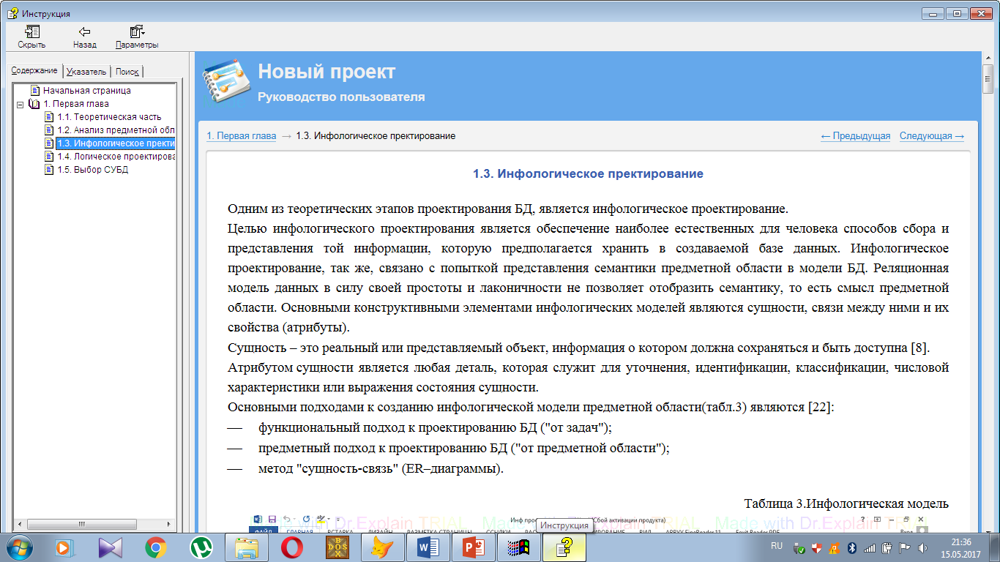 Инструкция
Скрыть
Назад
Параметры
Содержание
Указатель
Поиск
Начальная страница
1. Первая глава
1.1. Теоретическая часть
1.2. Анализ предметной обл
1.3. Инфологическое пректи
1.4. Логическое проектирова
1.5. Выбор СУБД
Новый проект
Руководство пользователя
1. Первая глава → 1.3. Инфологическое пректирование
← Предыдущая Следующая →
1.3. Инфологическое пректирование
Одним из теоретических этапов проектирования БД, является инфологическое проектирование.
Целью инфологического проектирования является обеспечение наиболее естественных для человека способов сбора и
представления той информации, которую предполагается хранить в создаваемой базе данных. Инфологическое
проектирование, так же, связано с попыткой представления семантики предметной области в модели БД. Реляционная
модель данных в силу своей простоты и лаконичности не позволяет отобразить семантику, то есть смысл предметной
области. Основными конструктивными элементами инфологических моделей являются сущности, связи между ними и их
свойства (атрибуты).
Сущность – это реальный или представляемый объект, информация о котором должна сохраняться и быть доступна [8].
Атрибутом сущности является любая деталь, которая служит для уточнения, идентификации, классификации, числовой
характеристики или выражения состояния сущности.
Основными подходами к созданию инфологической модели предметной области(табл.3) являются [22]:
— функциональный подход к проектированию БД ("от задач");
— предметный подход к проектированию БД ("от предметной области");
— метод "сущность-связь" (ER–диаграммы).
Таблица 3.Инфологическая модель
Инф про
Сбой активации продукта)
with Dr.Explain TRIAL
Made with Dr.Explain TRIAL
ФАЙЛ ГЛАВНАЯ ВСТАВКА ДИЗАЙН РАЗМЕТКА СТРАНИЦЫ ССЫЛКИ
ВИД ABBYY FineReader 11 Foxit Reader PDF Вход
Инструкция
DOS
RU
21:36
15.05.2017